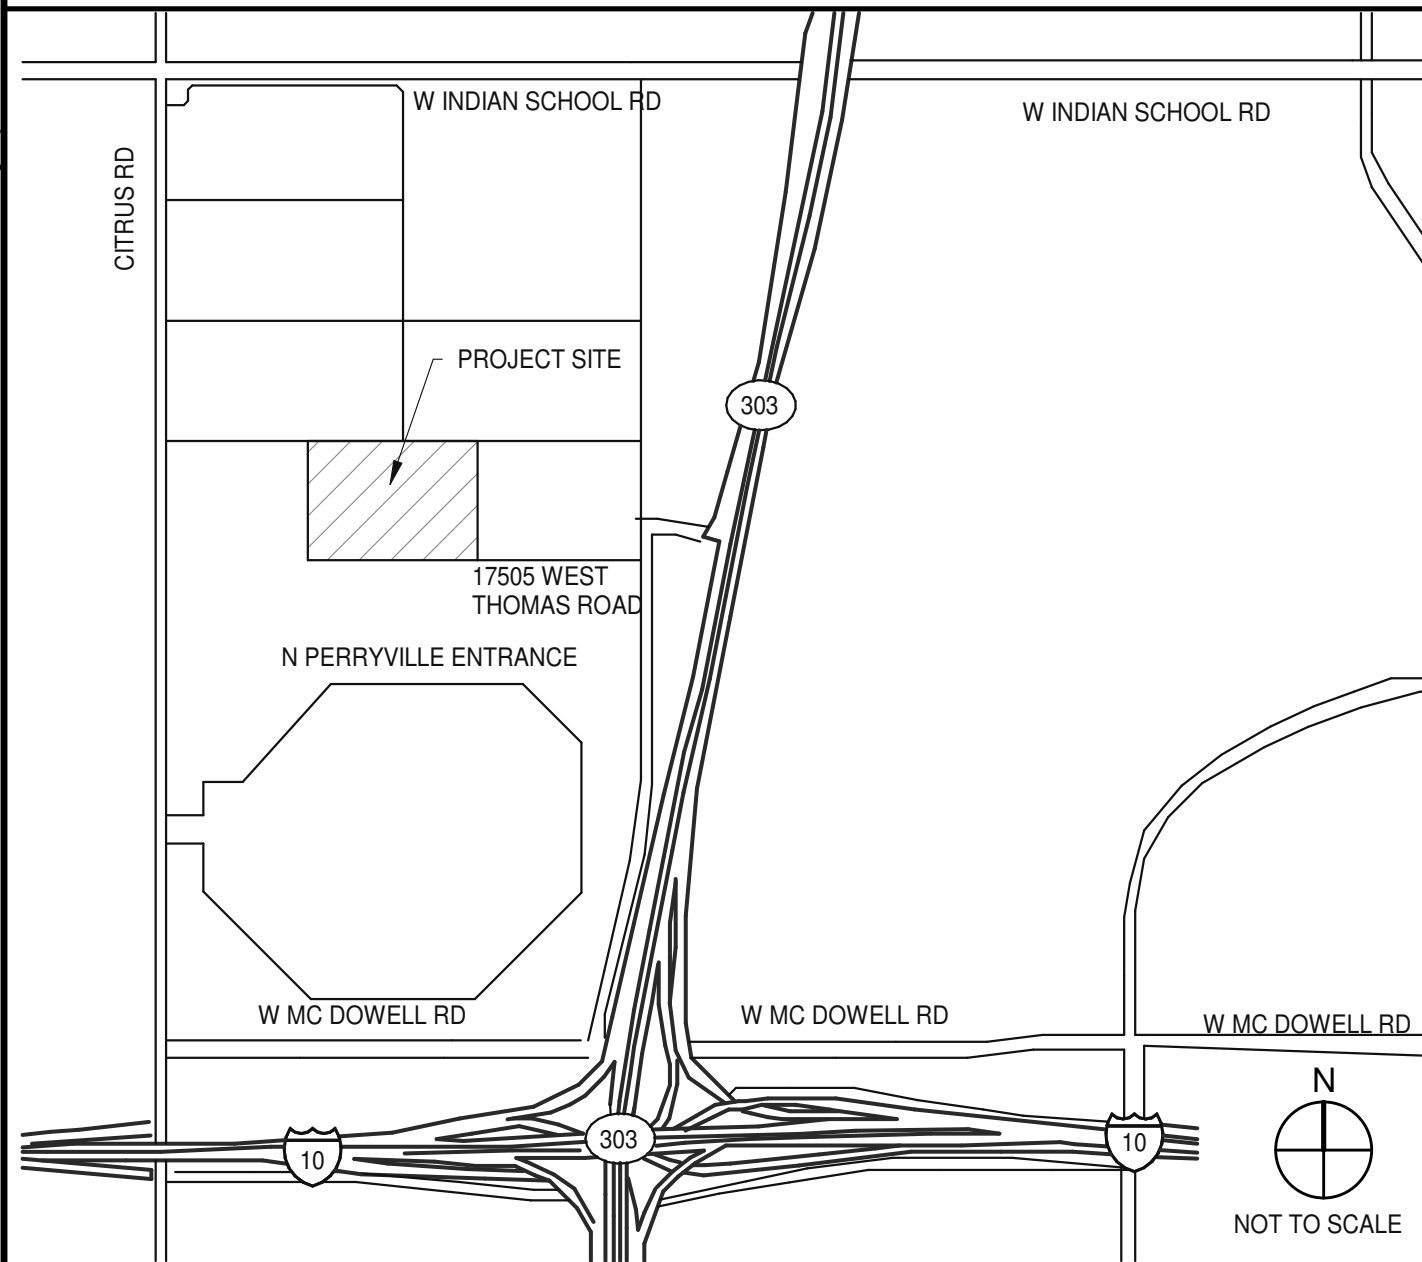 W INDIAN SCHOOL RD
W INDIAN SCHOOL RD
CITRUS RD
PROJECT SITE
303
17505 WEST
THOMAS ROAD
N PERRYVILLE ENTRANCE
W MC DOWELL RD
W MC DOWELL RD
W MC DOWELL RD
N
303
10
10
NOT TO SCALE